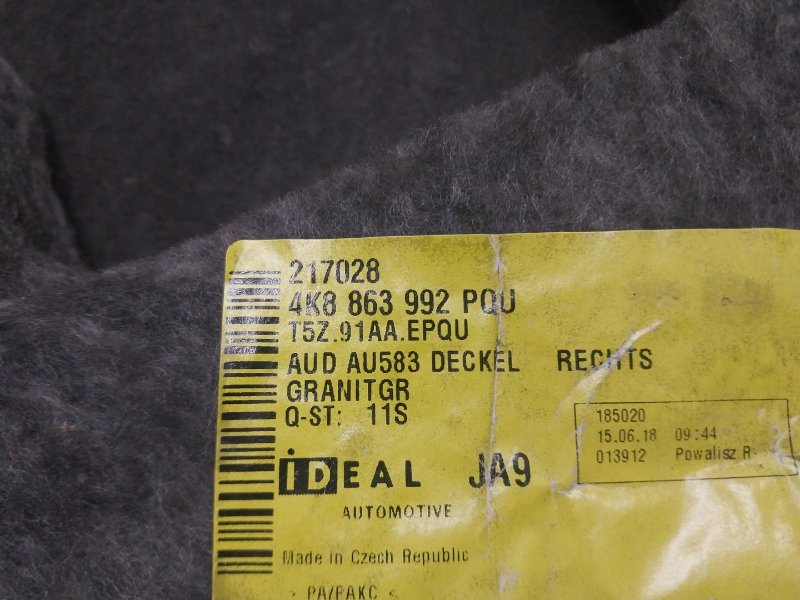 217028
4K8 863 992 PQU
T5Z.91AA.EPQU
AUD AU583 DECKEL RECHTS
GRANITGR
Q-ST: 11S
185020
15.06.18 09:44
013912 Powalisz R.
iDEAL JA9
AUTOMOTIVE
Made in Czech Republic
> PA/PAKC <